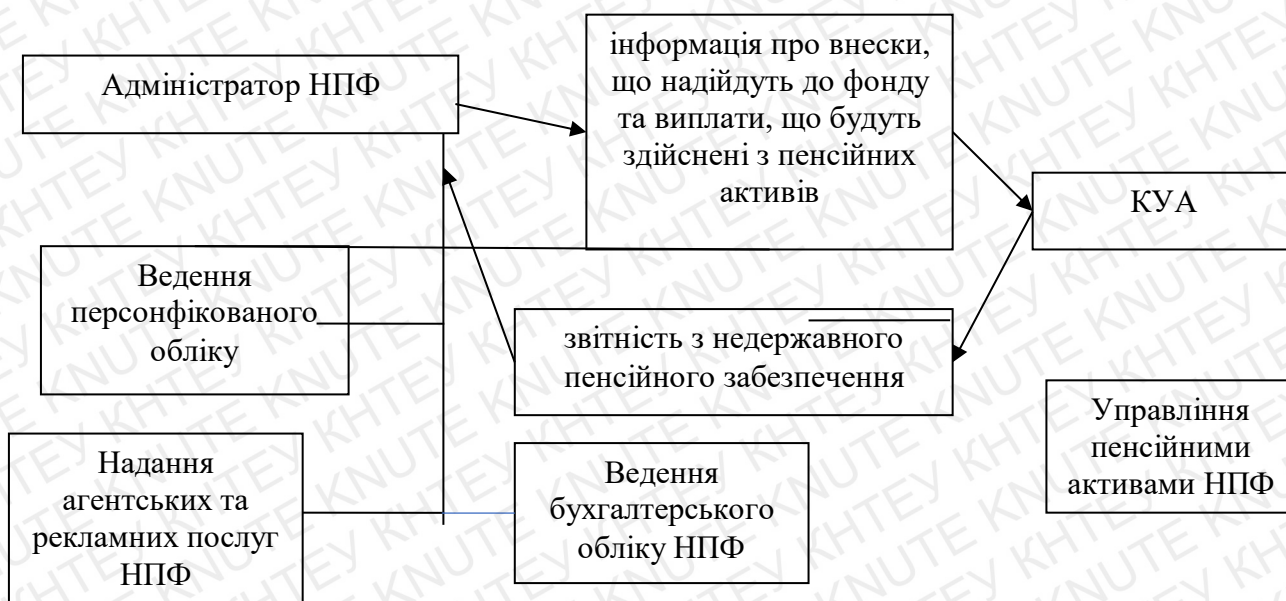 Адміністратор НПФ
інформація про внески,
що надійдуть до фонду
та виплати, що будуть
здійснені з пенсійних
активів
КУА
Ведення
персонфікованого
обліку
звітність з недержавного
пенсійного забезпечення
Управління
пенсійними
активами НПФ
Надання
агентських та
рекламних послуг
НПФ
Ведення
бухгалтерського
обліку НПФ